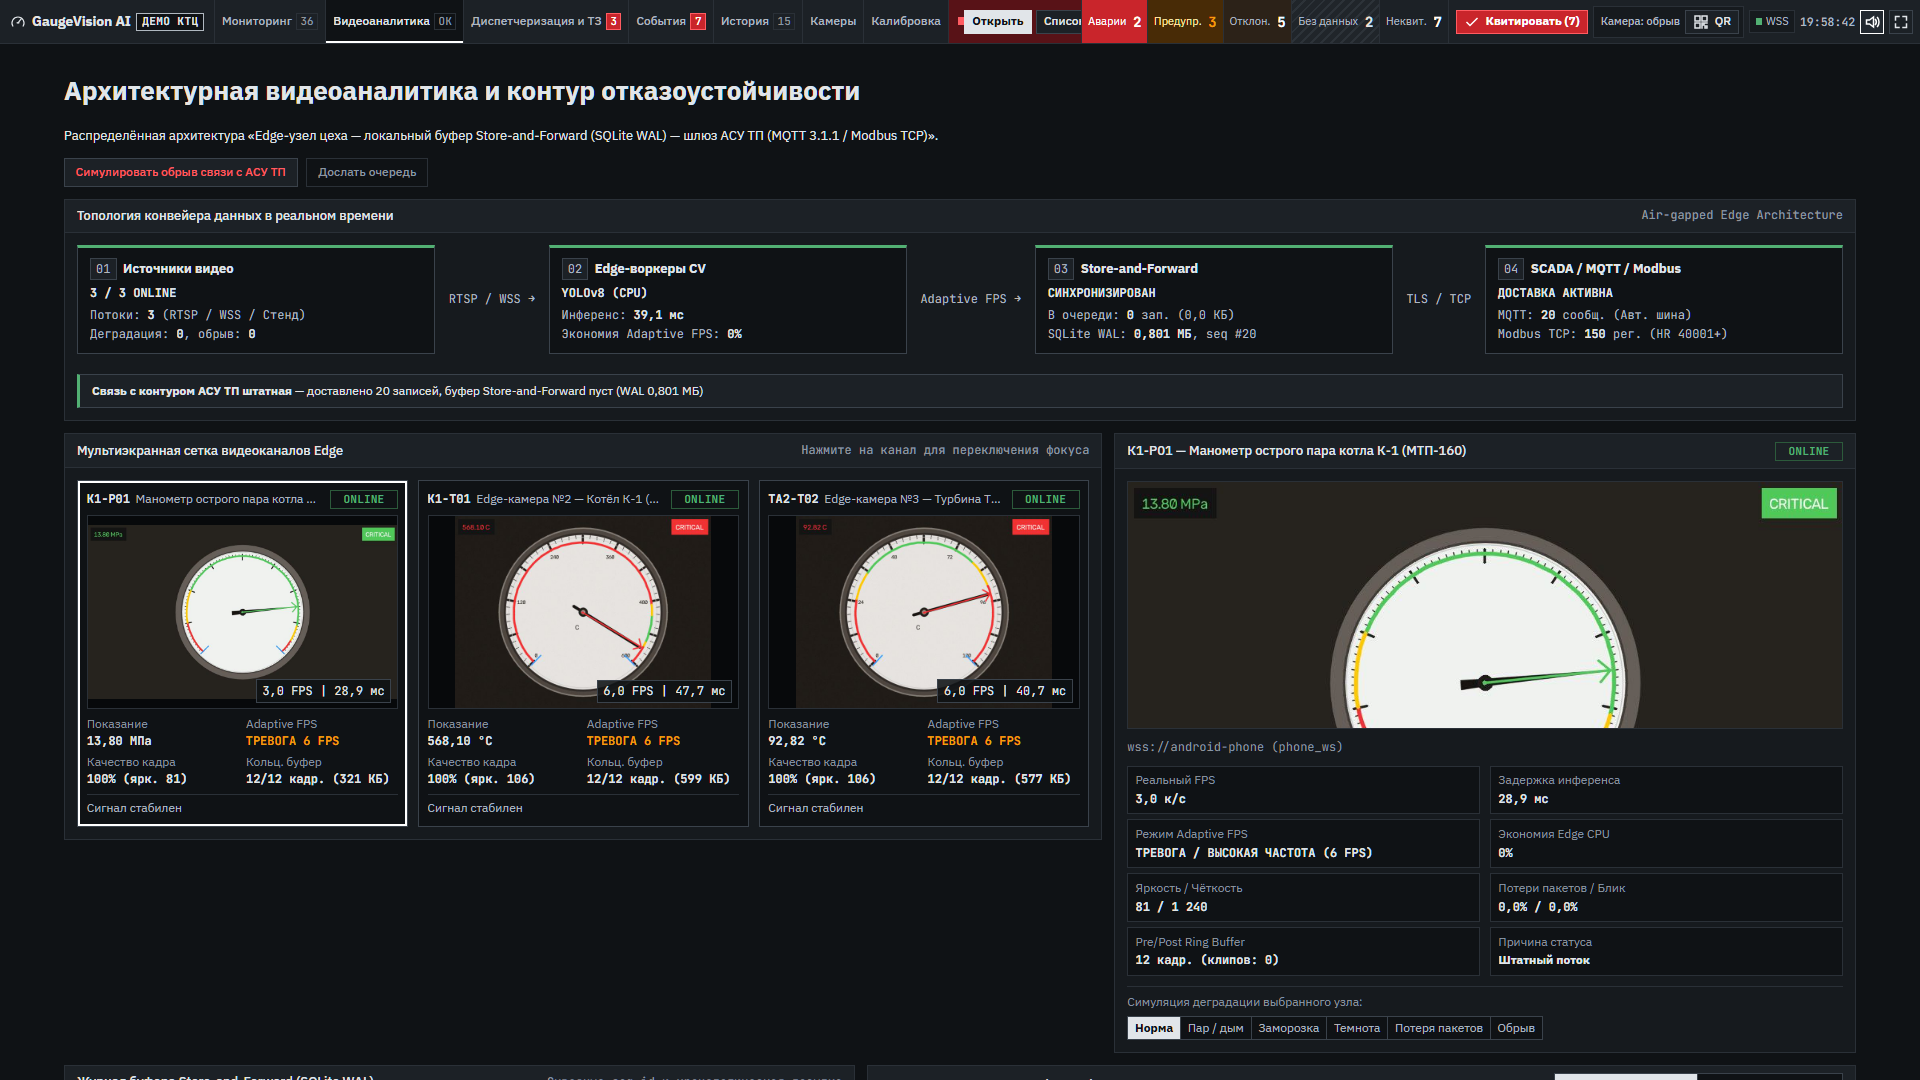 GaugeVision AI ДЕМО КТЦ Мониторинг 36 Видеоаналитика OK Диспетчеризация и ТЗ 3 События 7 История 15 Камеры Калибровка Открыть Аварии 2 Предупр. 3 Отклон. 5 Без данных 2 Неквит. 7 Квитировать (7) Камера: обрыв QR WSS 19:58:42
Архитектурная видеоаналитика и контур отказоустойчивости
Распределённая архитектура «Edge-узел цеха — локальный буфер Store-and-Forward (SQLite WAL) — шлюз АСУ ТП (MQTT 3.1.1 / Modbus TCP)».
Симулировать обрыв связи с АСУ ТП Дослать очередь
Топология конвейера данных в реальном времени Air-gapped Edge Architecture
01 Источники видео
3 / 3 ONLINE
Потоки: 3 (RTSP / WSS / Стенд)
Деградация: 0, обрыв: 0
RTSP / WSS →
02 Edge-воркеры CV
YOLOv8 (CPU)
Инференс: 39,1 мс
Экономия Adaptive FPS: 0%
Adaptive FPS →
03 Store-and-Forward
СИНХРОНИЗИРОВАН
В очереди: 0 зап. (0,0 КБ)
SQLite WAL: 0,801 МБ, seq #20
TLS / TCP
04 SCADA / MQTT / Modbus
ДОСТАВКА АКТИВНА
MQTT: 20 сообщ. (Авт. шина)
Modbus TCP: 150 рег. (HR 40001+)
Связь с контуром АСУ ТП штатная — доставлено 20 записей, буфер Store-and-Forward пуст (WAL 0,801 МБ)
Мультиэкранная сетка видеоканалов Edge Нажмите на канал для переключения фокуса
K1-P01 Манометр острого пара котла ... ONLINE
13.80 MPa CRITICAL
3,0 FPS | 28,9 мс
Показание Adaptive FPS
13,80 МПа ТРЕВОГА 6 FPS
Качество кадра Кольц. буфер
100% (ярк. 81) 12/12 кадр. (321 КБ)
Сигнал стабилен
K1-T01 Edge-камера №2 — Котёл К-1 (... ONLINE
568.10 C CRITICAL
6,0 FPS | 47,7 мс
Показание Adaptive FPS
568,10 °C ТРЕВОГА 6 FPS
Качество кадра Кольц. буфер
100% (ярк. 106) 12/12 кадр. (599 КБ)
Сигнал стабилен
TA2-T02 Edge-камера №3 — Турбина Т... ONLINE
92.82 C CRITICAL
6,0 FPS | 40,7 мс
Показание Adaptive FPS
92,82 °C ТРЕВОГА 6 FPS
Качество кадра Кольц. буфер
100% (ярк. 106) 12/12 кадр. (577 КБ)
Сигнал стабилен
K1-P01 — Манометр острого пара котла К-1 (МТП-160) ONLINE
13.80 MPa CRITICAL
wss://android-phone (phone_ws)
Реальный FPS
3,0 к/с
Задержка инференса
28,9 мс
Режим Adaptive FPS
ТРЕВОГА / ВЫСОКАЯ ЧАСТОТА (6 FPS)
Экономия Edge CPU
0%
Яркость / Чёткость
81 / 1 240
Потери пакетов / Блик
0,0% / 0,0%
Pre/Post Ring Buffer
12 кадр. (клипов: 0)
Причина статуса
Штатный поток
Симуляция деградации выбранного узла:
Норма Пар / дым Заморозка Темнота Потеря пакетов Обрыв